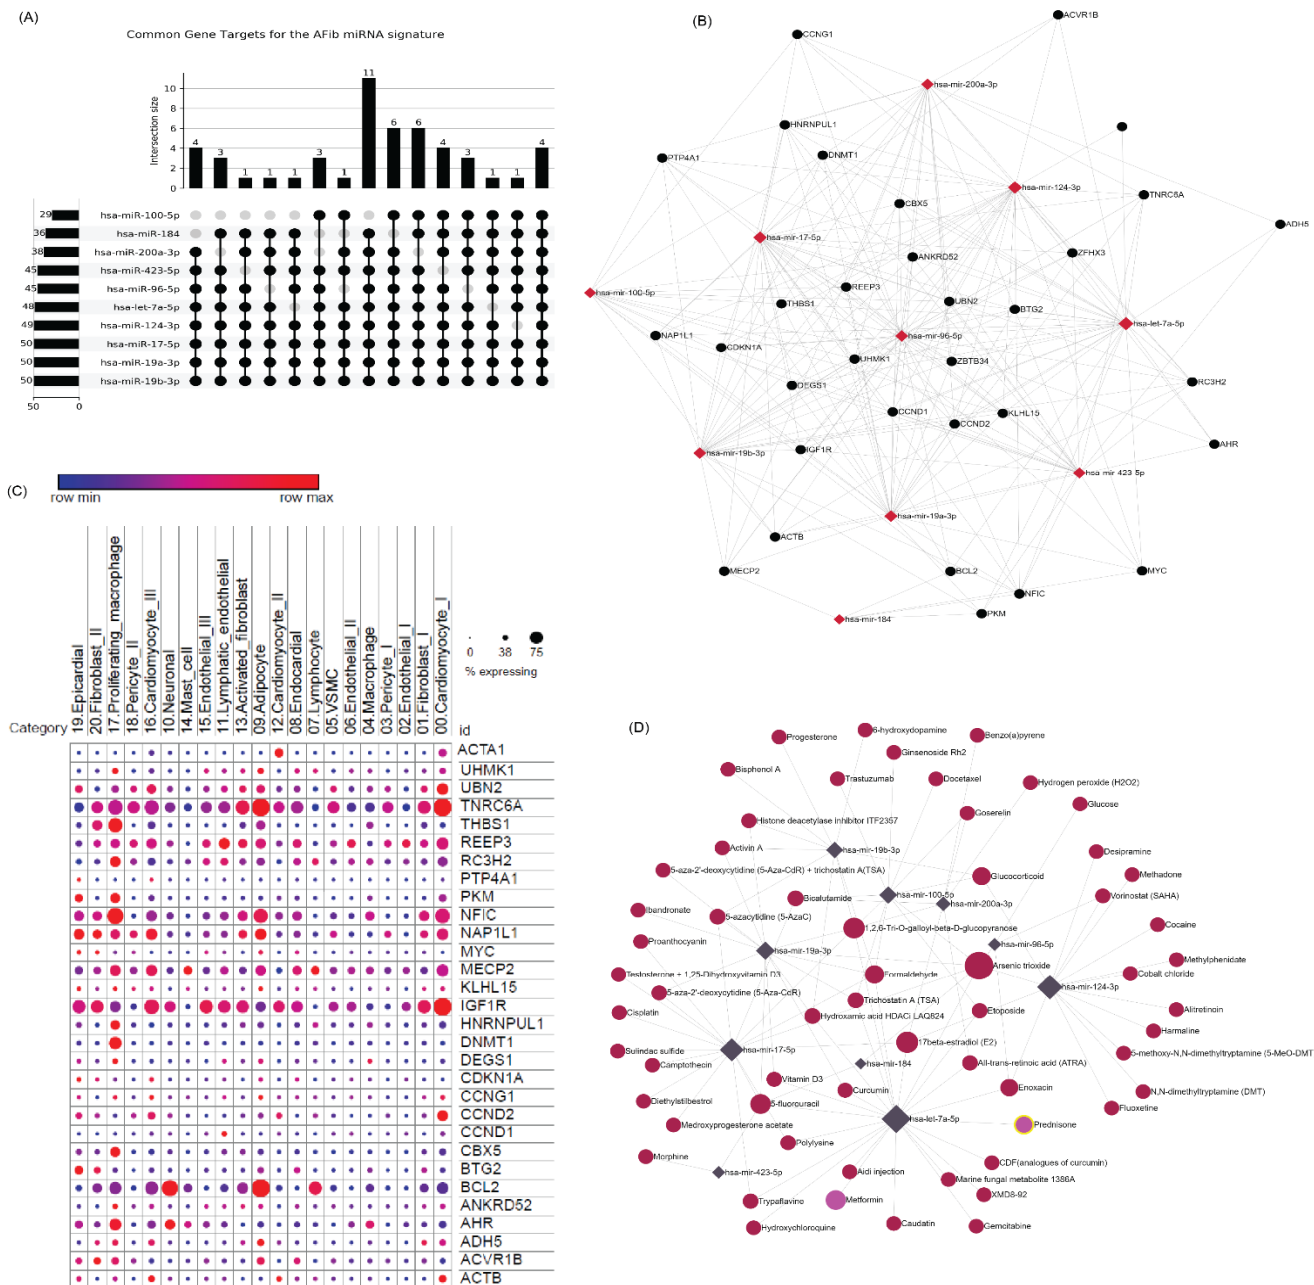 (A)
Common Gene Targets for the AFib miRNA signature
Intersection size
10
8
6
4
2
0
4
3
1
1
1
3
1
11
6
6
4
3
1
1
4
29 hsa-miR-100-5p
36 hsa-miR-184
38 hsa-miR-200a-3p
45 hsa-miR-423-5p
45 hsa-miR-96-5p
48 hsa-let-7a-5p
49 hsa-miR-124-3p
50 hsa-miR-17-5p
50 hsa-miR-19a-3p
50 hsa-miR-19b-3p
50 0
(B)
ACVR1B
CCNG1
hsa-mir-200a-3p
HNRNPUL1
DNMT1
PTP4A1
hsa-mir-124-3p
TNRC6A
CBX5
ADH5
hsa-mir-17-5p
ZFHX3
ANKRD52
REEP3
hsa-mir-100-5p
THBS1
UBN2
BTG2
hsa-let-7a-5p
NAP1L1
hsa-mir-96-5p
CDKN1A
UHMK1
ZBTB34
DEGS1
RC3H2
CCND1
KLHL15
CCND2
AHR
hsa-mir-19b-3p
IGF1R
hsa-mir-423-5p
hsa-mir-19a-3p
ACTB
MECP2
BCL2
MYC
NFIC
PKM
hsa-mir-184
(C)
row min row max
Category
19.Epicardial
20.Fibroblast_II
17.Proliferating_macrophage
18.Pericyte_II
16.Cardiomyocyte_III
10.Neuronal
14.Mast_cell
15.Endothelial_III
11.Lymphatic_endothelial
13.Activated_fibroblast
09.Adipocyte
12.Cardiomyocyte_II
08.Endocardial
07.Lymphocyte
05.VSMC
06.Endothelial_II
04.Macrophage
03.Pericyte_I
02.Endothelial_I
01.Fibroblast_I
00.Cardiomyocyte_I
id
0 38 75
% expressing
ACTA1
UHMK1
UBN2
TNRC6A
THBS1
REEP3
RC3H2
PTP4A1
PKM
NFIC
NAP1L1
MYC
MECP2
KLHL15
IGF1R
HNRNPUL1
DNMT1
DEGS1
CDKN1A
CCNG1
CCND2
CCND1
CBX5
BTG2
BCL2
ANKRD52
AHR
ADH5
ACVR1B
ACTB
(D)
6-hydroxydopamine
Progesterone
Benzo(a)pyrene
Ginsenoside Rh2
Bisphenol A
Trastuzumab
Docetaxel
Hydrogen peroxide (H2O2)
Glucose
Goserelin
Histone deacetylase inhibitor ITF2357
Activin A
hsa-mir-19b-3p
Desipramine
5-aza-2'-deoxycytidine (5-Aza-CdR) + trichostatin A(TSA)
Glucocorticoid
Methadone
hsa-mir-100-5p
Bicalutamide
hsa-mir-200a-3p
Vorinostat (SAHA)
Ibandronate
5-azacytidine (5-AzaC)
1,2,6-Tri-O-galloyl-beta-D-glucopyranose
Cocaine
Proanthocyanin
hsa-mir-19a-3p
hsa-mir-96-5p
Methylphenidate
Arsenic trioxide
Testosterone + 1,25-Dihydroxyvitamin D3
Formaldehyde
Cobalt chloride
hsa-mir-124-3p
5-aza-2'-deoxycytidine (5-Aza-CdR)
Trichostatin A (TSA)
Etoposide
Alitretinoin
Cisplatin
Hydroxamic acid HDACi LAQ824
Harmaline
17beta-estradiol (E2)
Sulindac sulfide
hsa-mir-17-5p
5-methoxy-N,N-dimethyltryptamine (5-MeO-DMT
Camptothecin
hsa-mir-184
All-trans-retinoic acid (ATRA)
Vitamin D3
Curcumin
Enoxacin
N,N-dimethyltryptamine (DMT)
Diethylstilbestrol
5-fluorouracil
Fluoxetine
hsa-let-7a-5p
Medroxyprogesterone acetate
Prednisone
Polylysine
Morphine
hsa-mir-423-5p
Aidi injection
CDF(analogues of curcumin)
Marine fungal metabolite 1386A
Trypaflavine
Metformin
XMD8-92
Hydroxychlorcquine
Caudatin
Gemcitabine